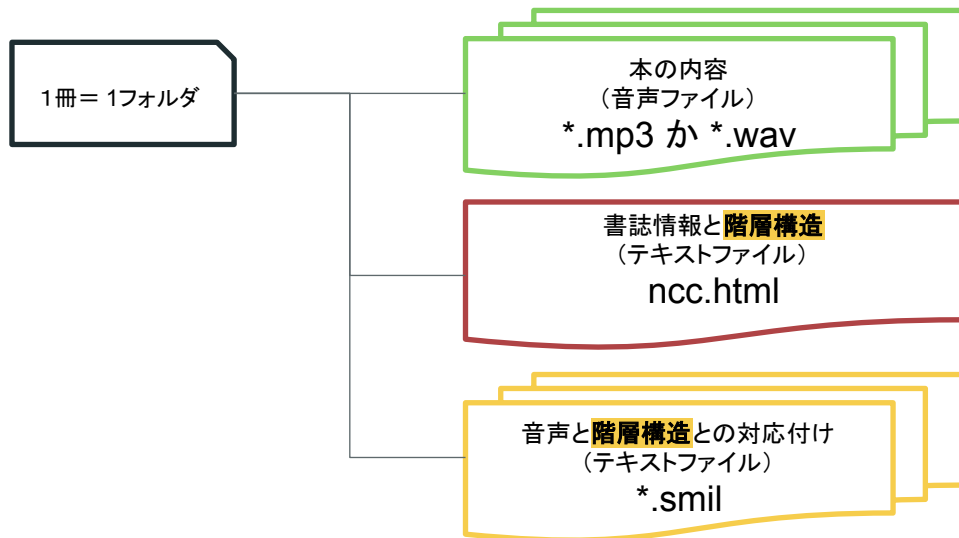 1冊＝1フォルダ
本の内容
（音声ファイル）
*.mp3 か *.wav
書誌情報と階層構造
（テキストファイル）
ncc.html
音声と階層構造との対応付け
（テキストファイル）
*.smil